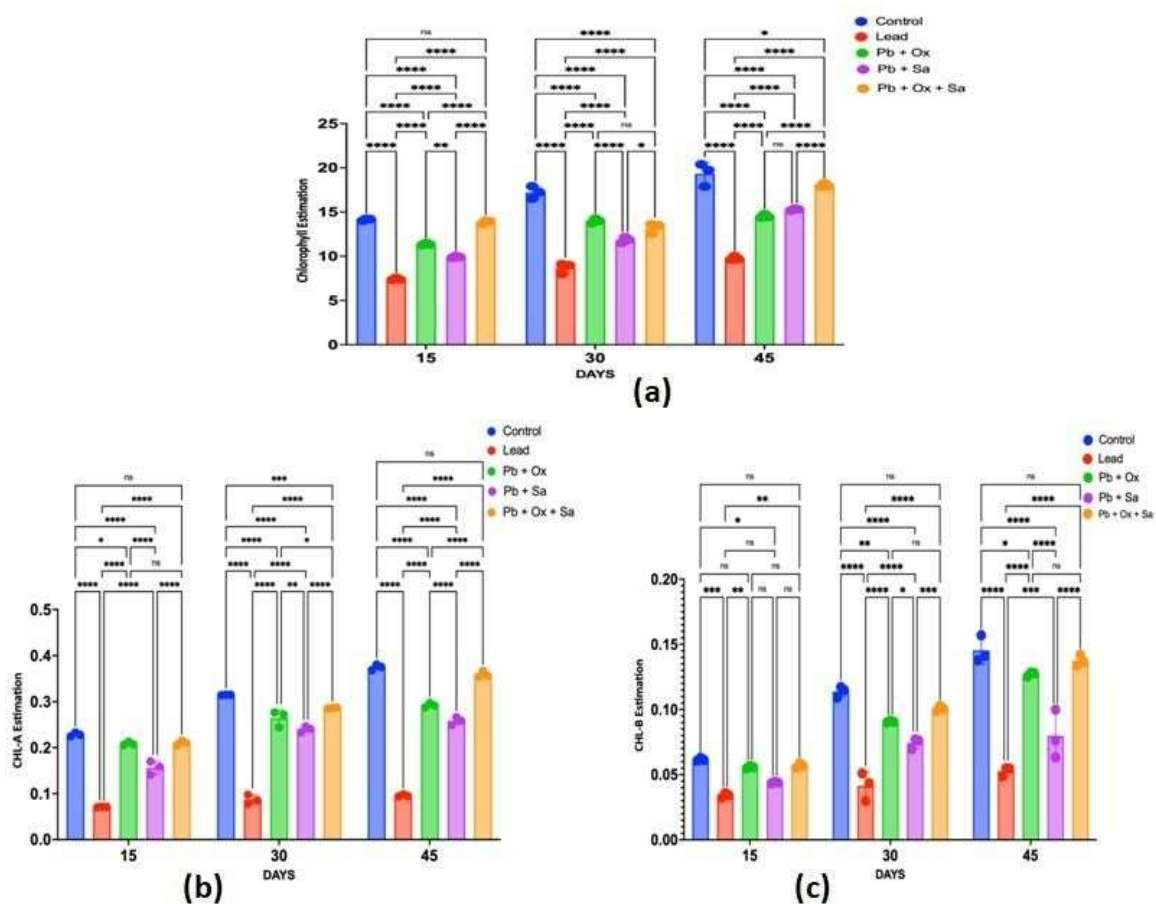 Control
Lead
Pb + Ox
Pb + Sa
Pb + Ox + Sa
ns **** *
**** **** ****
**** **** ****
**** **** ****
**** **** **** ****
**** **** **** ns **** ****
**** ** **** **** * **** ns ****
Chlorophyll Estimation
25
20
15
10
5
0
15 30 45
DAYS
(a)
Control
Lead
Pb + Ox
Pb + Sa
Pb + Ox + Sa
ns *** ns
**** **** ****
**** **** ****
* **** **** * **** ****
**** ns **** **** ****
**** **** **** **** ** **** **** ****
CHL-A Estimation
0.5
0.4
0.3
0.2
0.1
0.0
15 30 45
DAYS
(b)
Control
Lead
Pb + Ox
Pb + Sa
Pb + Ox + Sa
ns ns ns
** **** ****
* **** ****
ns ** ns * ****
ns ns **** **** **** ns
*** ** ns ns **** * *** **** *** ****
CHL-B Estimation
0.20
0.15
0.10
0.05
0.00
15 30 45
DAYS
(c)